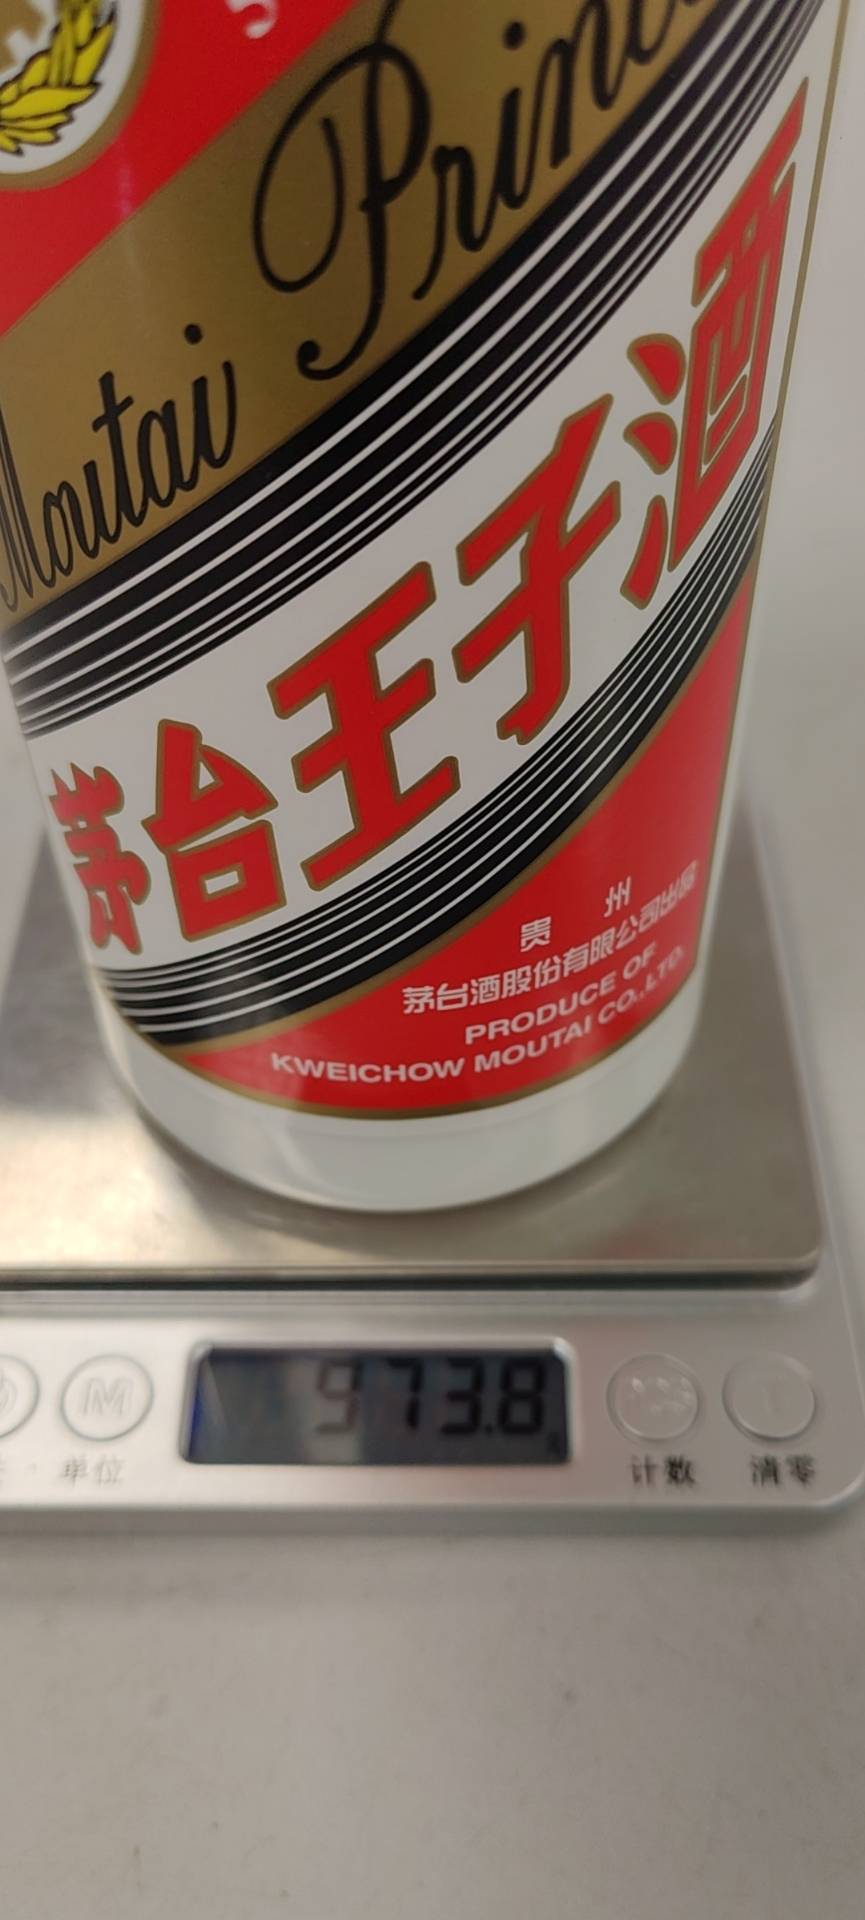 Moutai Prince
茅台王子酒
贵 州
茅台酒股份有限公司出品
PRODUCE OF
KWEICHOW MOUTAI CO.,LTD.
973.8
M
单位
计数
清零